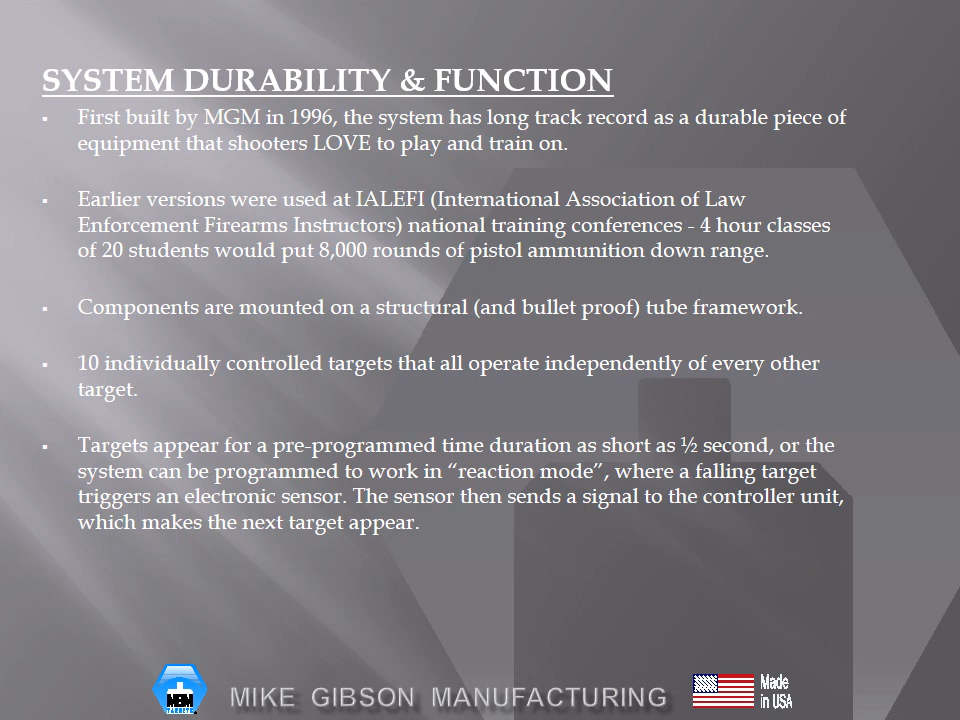 SYSTEM DURABILITY & FUNCTION
▪ First built by MGM in 1996, the system has long track record as a durable piece of
equipment that shooters LOVE to play and train on.
▪ Earlier versions were used at IALEFI (International Association of Law
Enforcement Firearms Instructors) national training conferences - 4 hour classes
of 20 students would put 8,000 rounds of pistol ammunition down range.
▪ Components are mounted on a structural (and bullet proof) tube framework.
▪ 10 individually controlled targets that all operate independently of every other
target.
▪ Targets appear for a pre-programmed time duration as short as ½ second, or the
system can be programmed to work in “reaction mode”, where a falling target
triggers an electronic sensor. The sensor then sends a signal to the controller unit,
which makes the next target appear.
MGM
TARGETS
MIKE GIBSON MANUFACTURING
Made
in USA